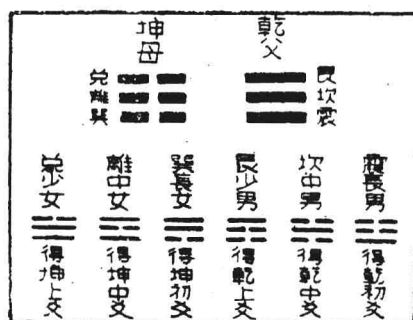 乾父
艮坎震
坤母
兌離巽
震長男
得乾初爻
坎中男
得乾中爻
艮少男
得乾上爻
巽長女
得坤初爻
離中女
得坤中爻
兌少女
得坤上爻